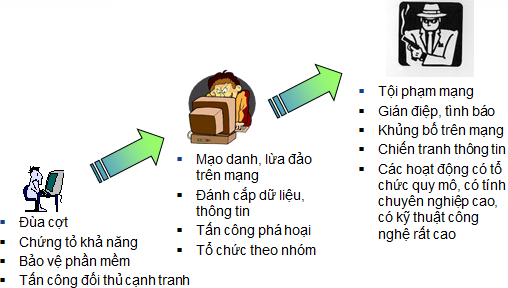 Đùa cợt
Chứng tỏ khả năng
Bảo vệ phần mềm
Tấn công đối thủ cạnh tranh
Mạo danh, lừa đảo
trên mạng
Đánh cắp dữ liệu,
thông tin
Tấn công phá hoại
Tổ chức theo nhóm
Tội phạm mạng
Gián điệp, tình báo
Khủng bố trên mạng
Chiến tranh thông tin
Các hoạt động có tổ
chức quy mô, có tính
chuyên nghiệp cao,
có kỹ thuật công
nghệ rất cao